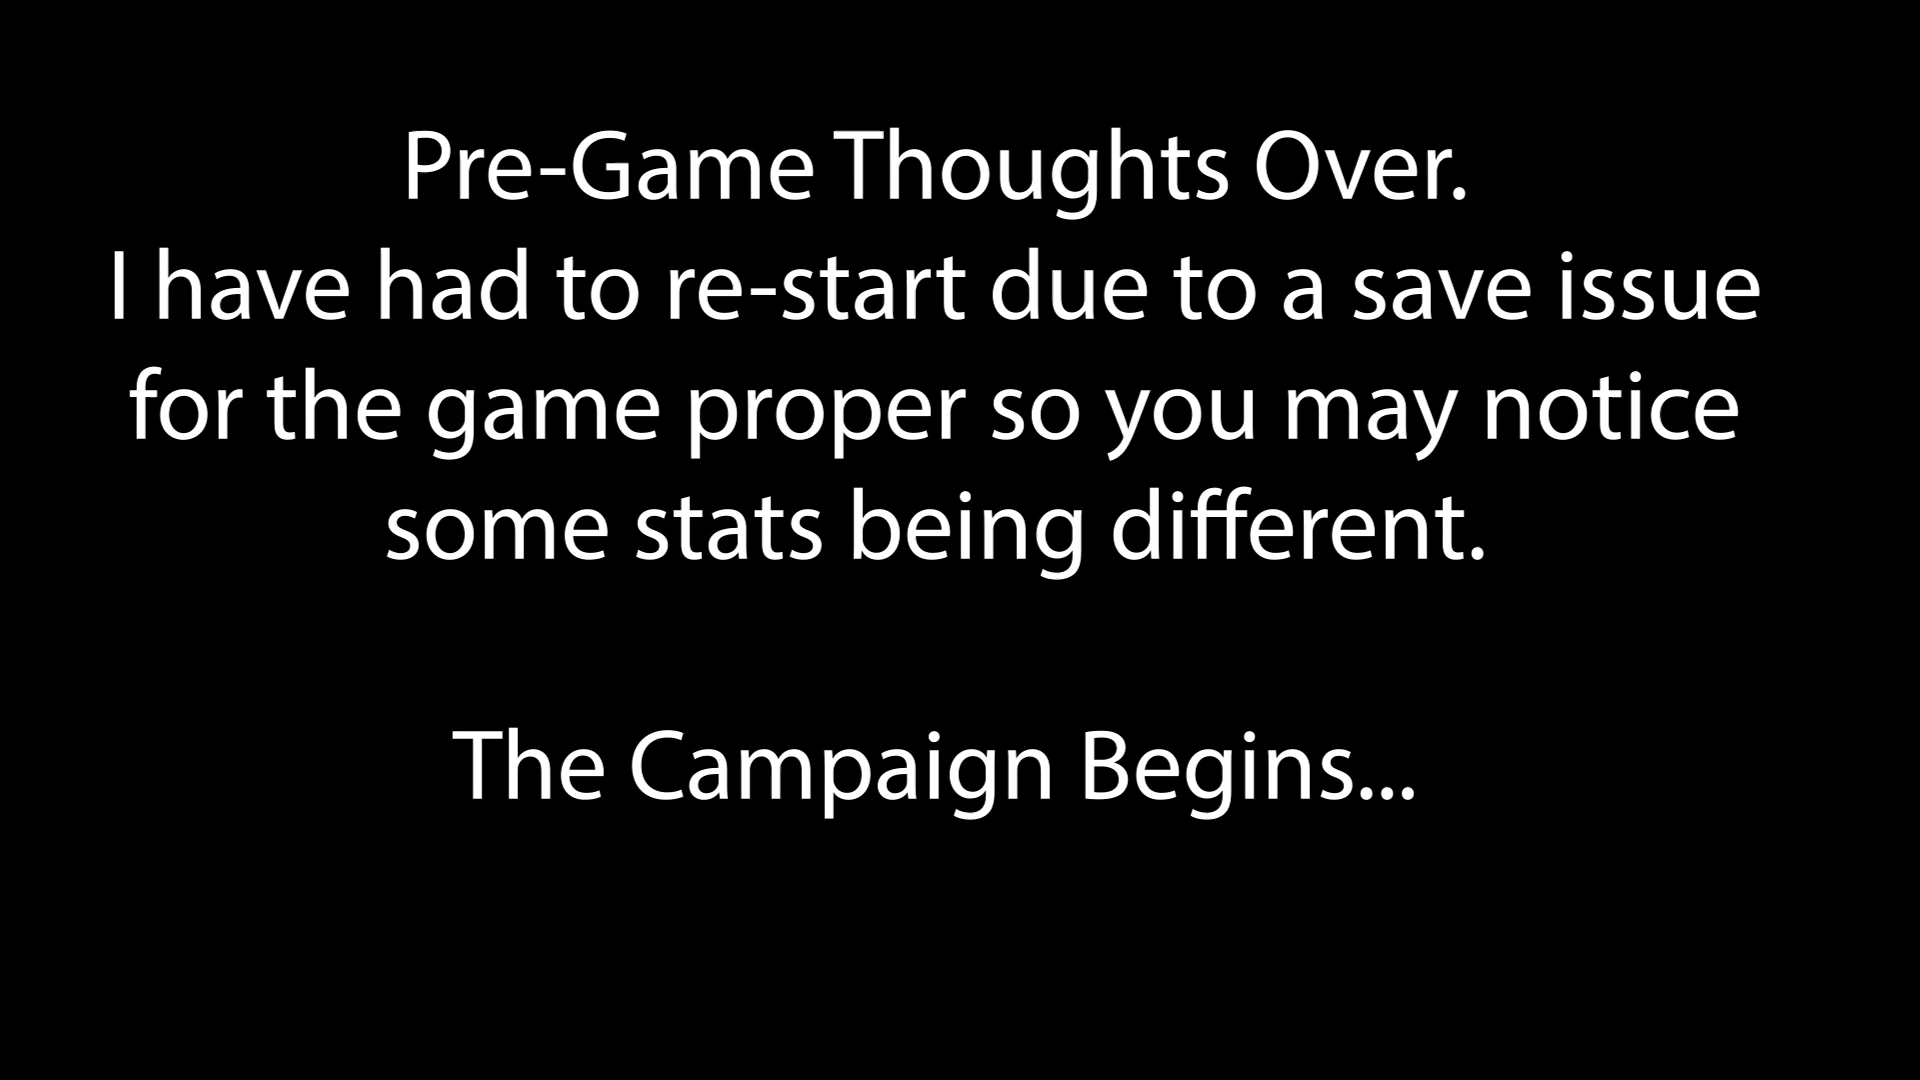 Pre-Game Thoughts Over.
I have had to re-start due to a save issue
for the game proper so you may notice
some stats being different.
The Campaign Begins...